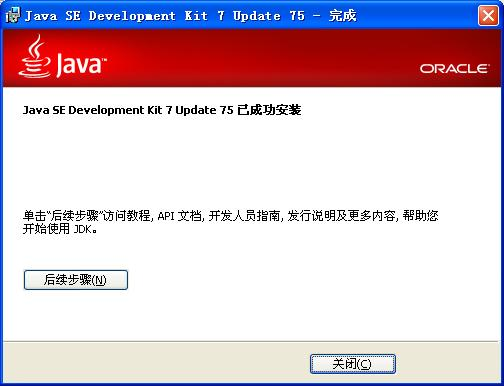 Java SE Development Kit 7 Update 75 - 完成
Java™
ORACLE
Java SE Development Kit 7 Update 75 已成功安装
单击“后续步骤”访问教程, API 文档, 开发人员指南, 发行说明及更多内容, 帮助您
开始使用 JDK。
后续步骤(N)
关闭(C)